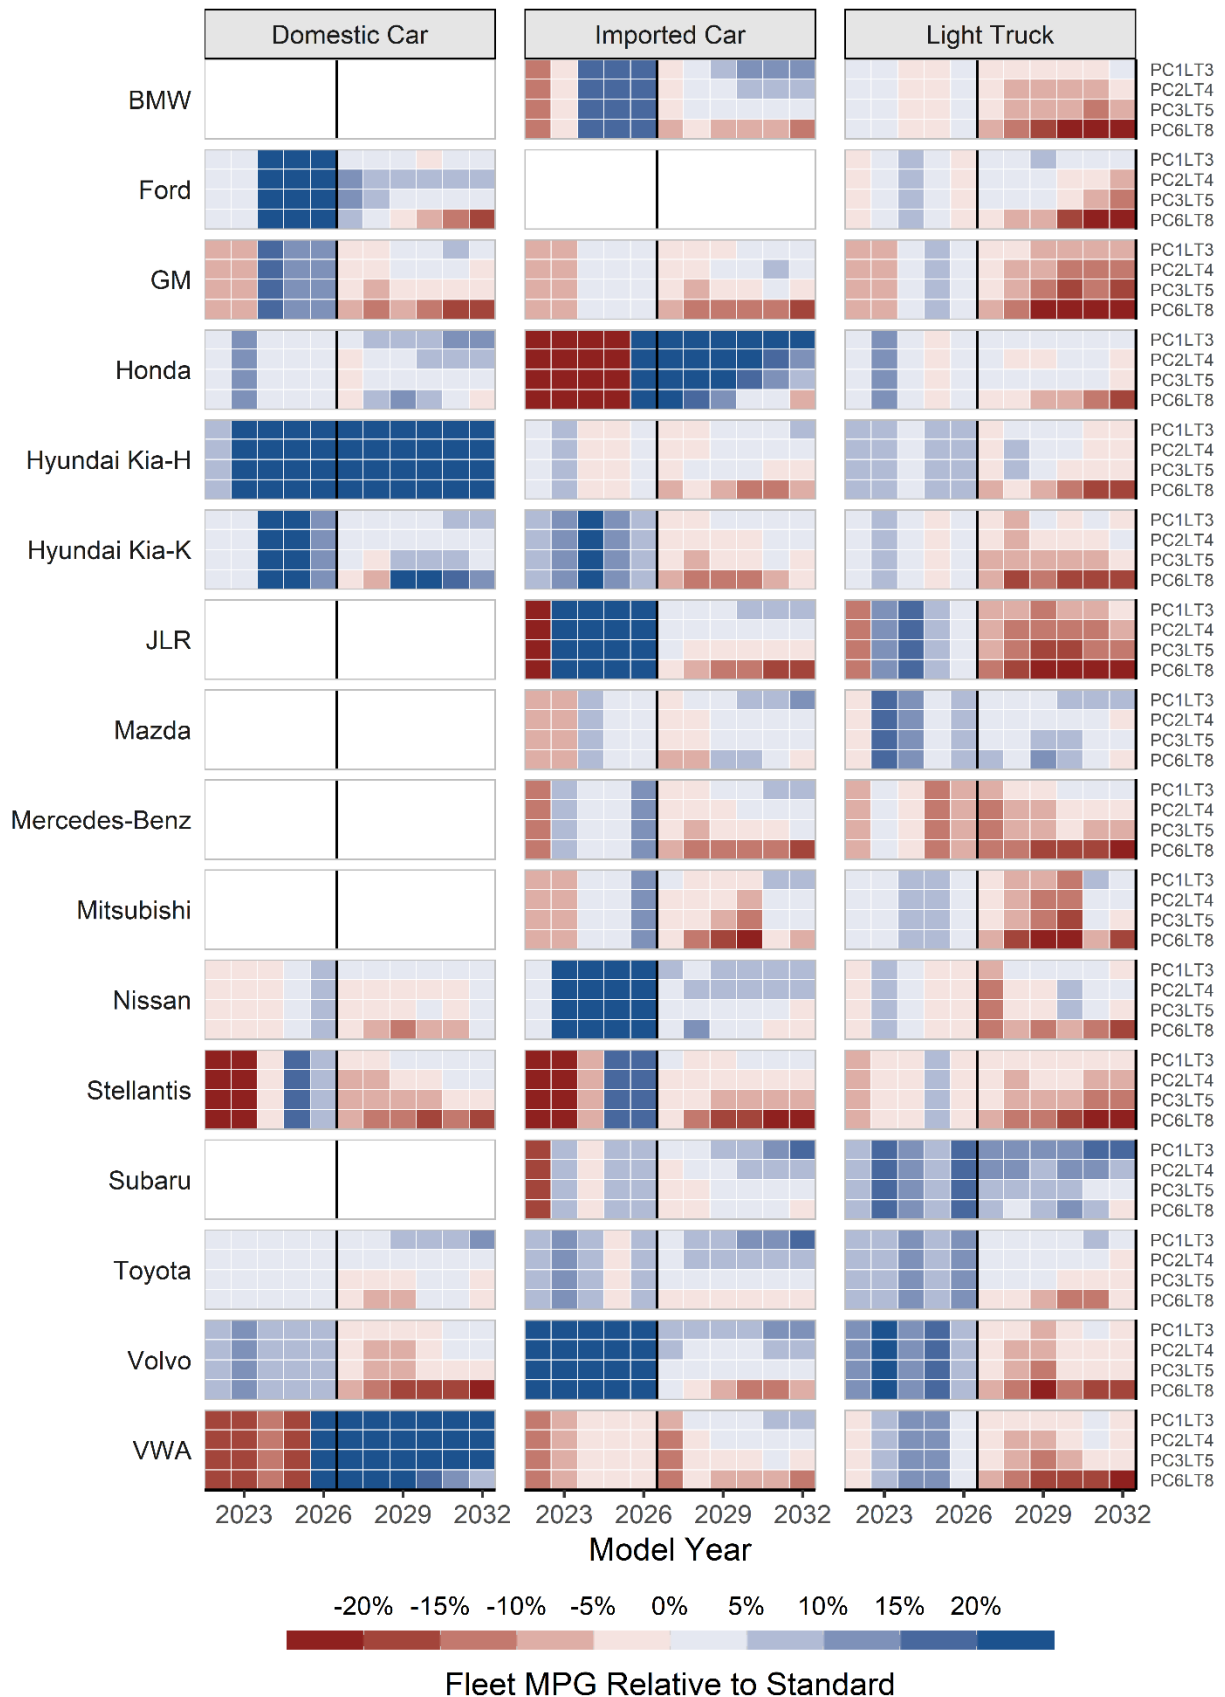 Domestic Car Imported Car Light Truck
BMW
PC1LT3
PC2LT4
PC3LT5
PC6LT8
Ford
PC1LT3
PC2LT4
PC3LT5
PC6LT8
GM
PC1LT3
PC2LT4
PC3LT5
PC6LT8
Honda
PC1LT3
PC2LT4
PC3LT5
PC6LT8
Hyundai Kia-H
PC1LT3
PC2LT4
PC3LT5
PC6LT8
Hyundai Kia-K
PC1LT3
PC2LT4
PC3LT5
PC6LT8
JLR
PC1LT3
PC2LT4
PC3LT5
PC6LT8
Mazda
PC1LT3
PC2LT4
PC3LT5
PC6LT8
Mercedes-Benz
PC1LT3
PC2LT4
PC3LT5
PC6LT8
Mitsubishi
PC1LT3
PC2LT4
PC3LT5
PC6LT8
Nissan
PC1LT3
PC2LT4
PC3LT5
PC6LT8
Stellantis
PC1LT3
PC2LT4
PC3LT5
PC6LT8
Subaru
PC1LT3
PC2LT4
PC3LT5
PC6LT8
Toyota
PC1LT3
PC2LT4
PC3LT5
PC6LT8
Volvo
PC1LT3
PC2LT4
PC3LT5
PC6LT8
VWA
PC1LT3
PC2LT4
PC3LT5
PC6LT8
2023 2026 2029 2032 2023 2026 2029 2032 2023 2026 2029 2032
Model Year
-20% -15% -10% -5% 0% 5% 10% 15% 20%
Fleet MPG Relative to Standard